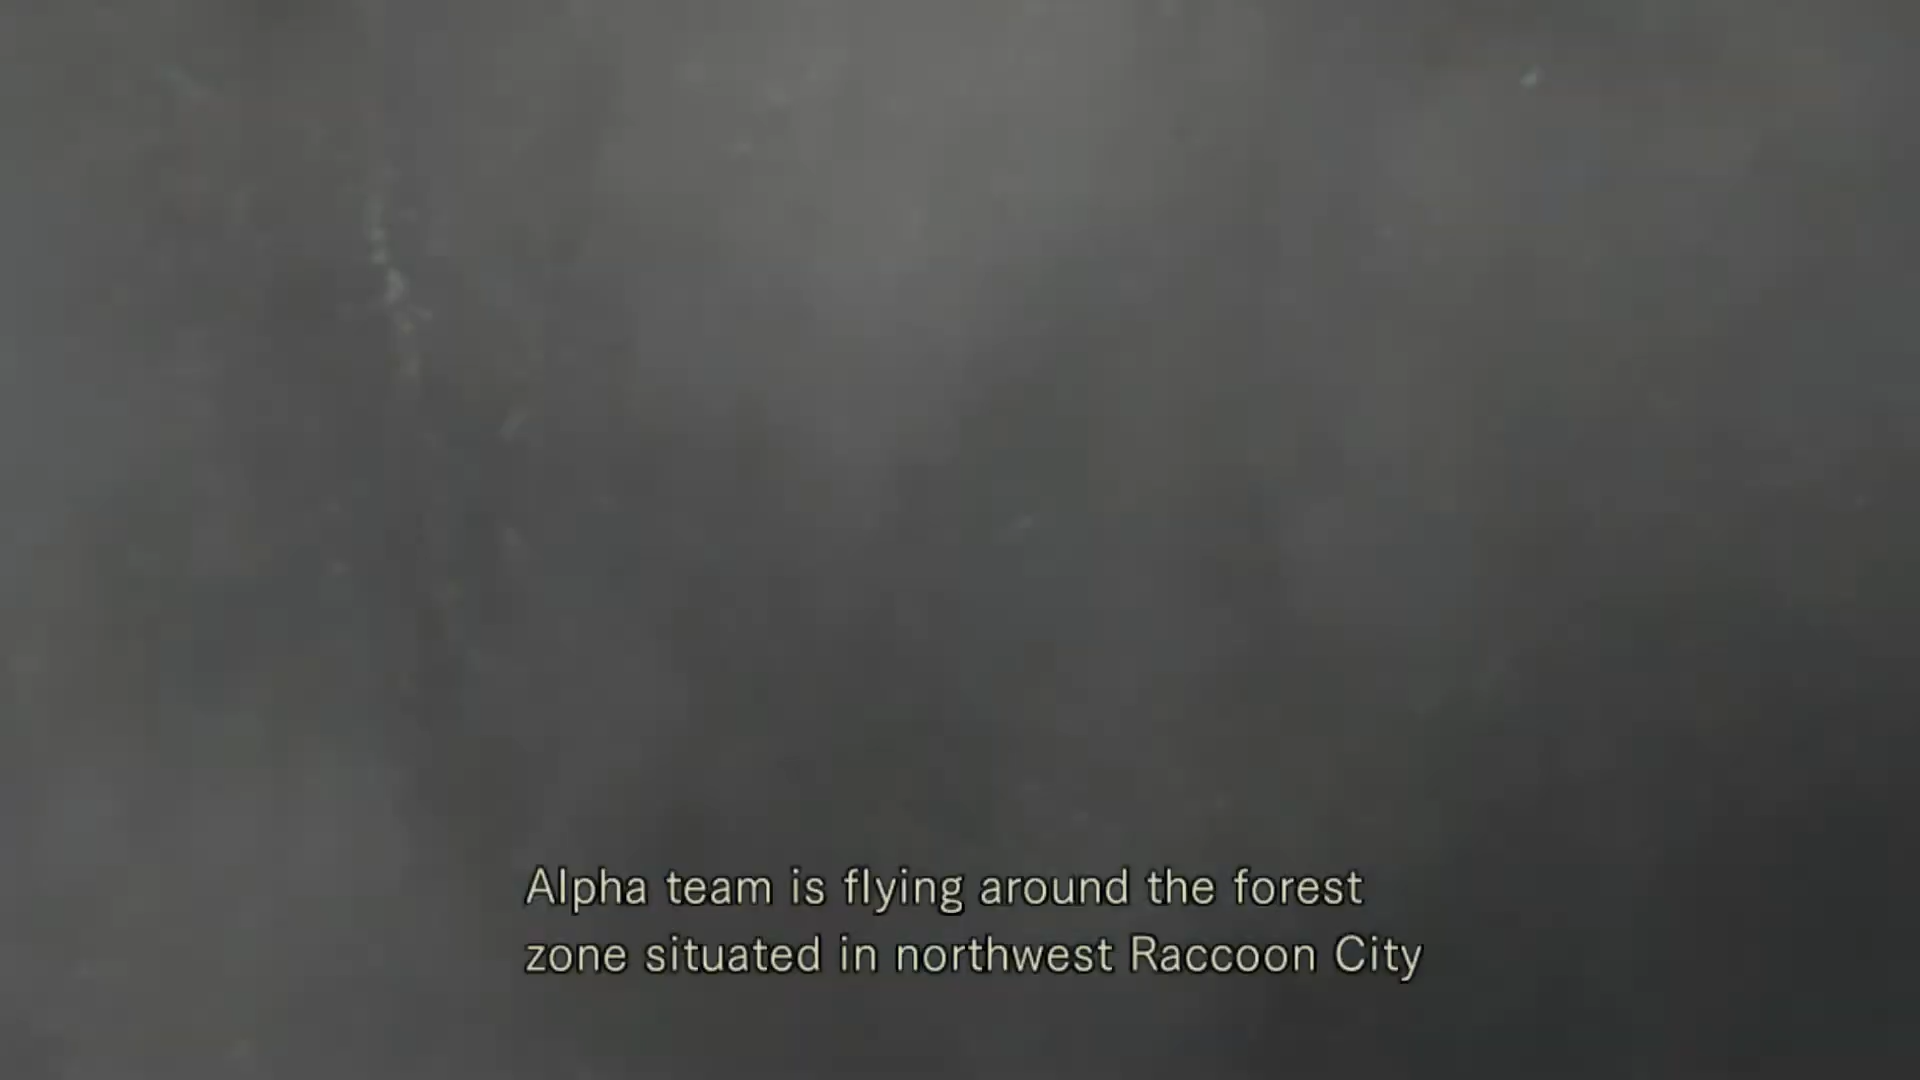 Alpha team is flying around the forest
zone situated in northwest Raccoon City